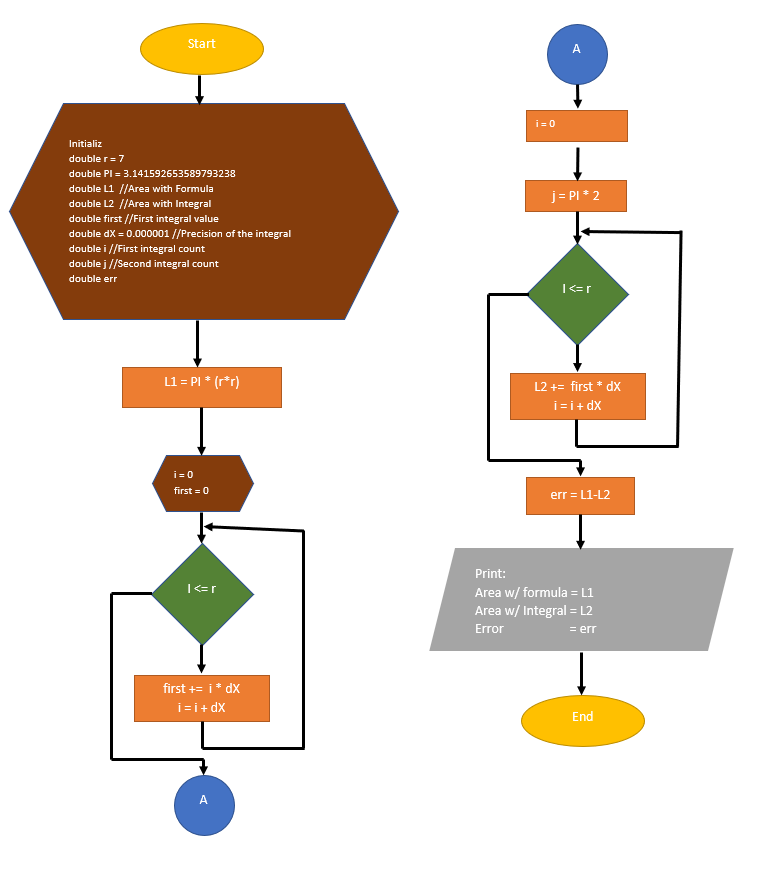 Start
Initializ
double r = 7
double PI = 3.141592653589793238
double L1  //Area with Formula
double L2  //Area with Integral
double first //First integral value
double dX = 0.000001 //Precision of the integral
double i //First integral count
double j //Second integral count
double err
L1 = PI * (r*r)
i = 0
first = 0
I <= r
first +=  i * dX
i = i + dX
A
A
i = 0
j = PI * 2
I <= r
L2 +=  first * dX
i = i + dX
err = L1-L2
Print:
Area w/ formula = L1
Area w/ Integral = L2
Error = err
End